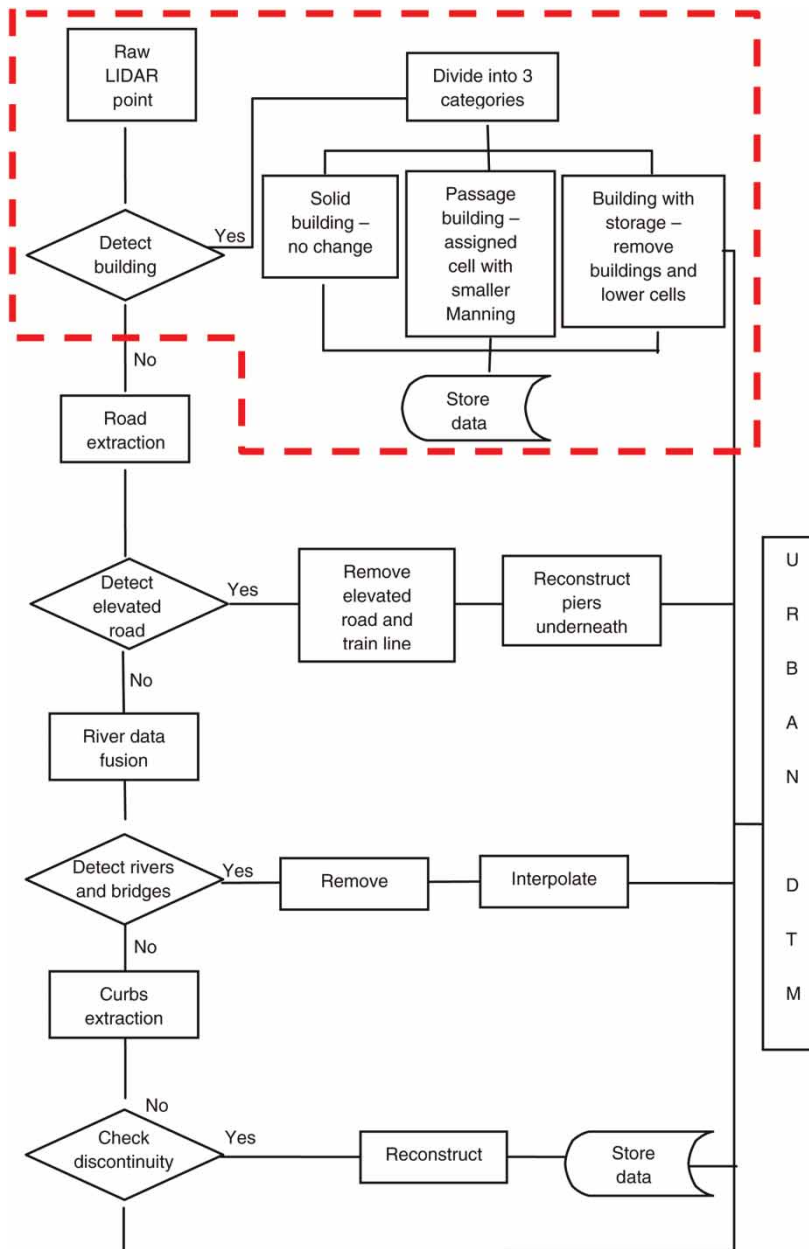 Raw
LIDAR
point
Divide into 3
categories
Detect
building
Yes
Solid
building –
no change
Passage
building –
assigned
cell with
smaller
Manning
Building with
storage –
remove
buildings and
lower cells
Store
data
No
Road
extraction
Detect
elevated
road
Yes
Remove
elevated
road and
train line
Reconstruct
piers
underneath
No
River data
fusion
Detect rivers
and bridges
Yes
Remove
Interpolate
No
Curbs
extraction
No
Check
discontinuity
Yes
Reconstruct
Store
data
U
R
B
A
N
D
T
M